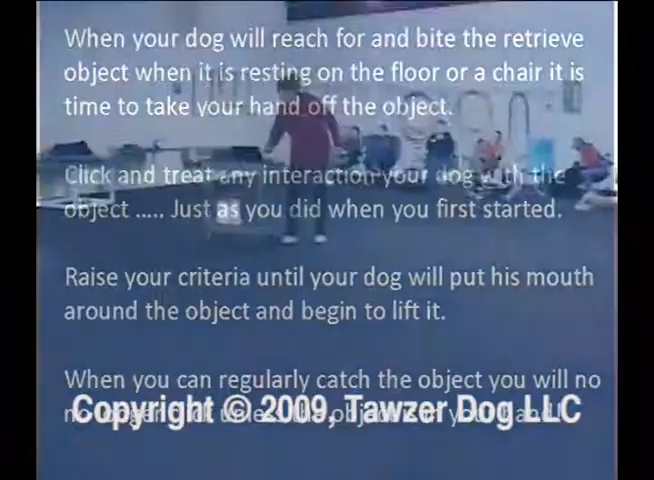 When your dog will reach for and bite the retrieve
object when it is resting on the floor or a chair it is
time to take your hand off the object.
Click and treat any interaction your dog with the
object ..... Just as you did when you first started.
Raise your criteria until your dog will put his mouth
around the object and begin to lift it.
When you can regularly catch the object you will no
Copyright © 2009, Tawzer Dog LLC